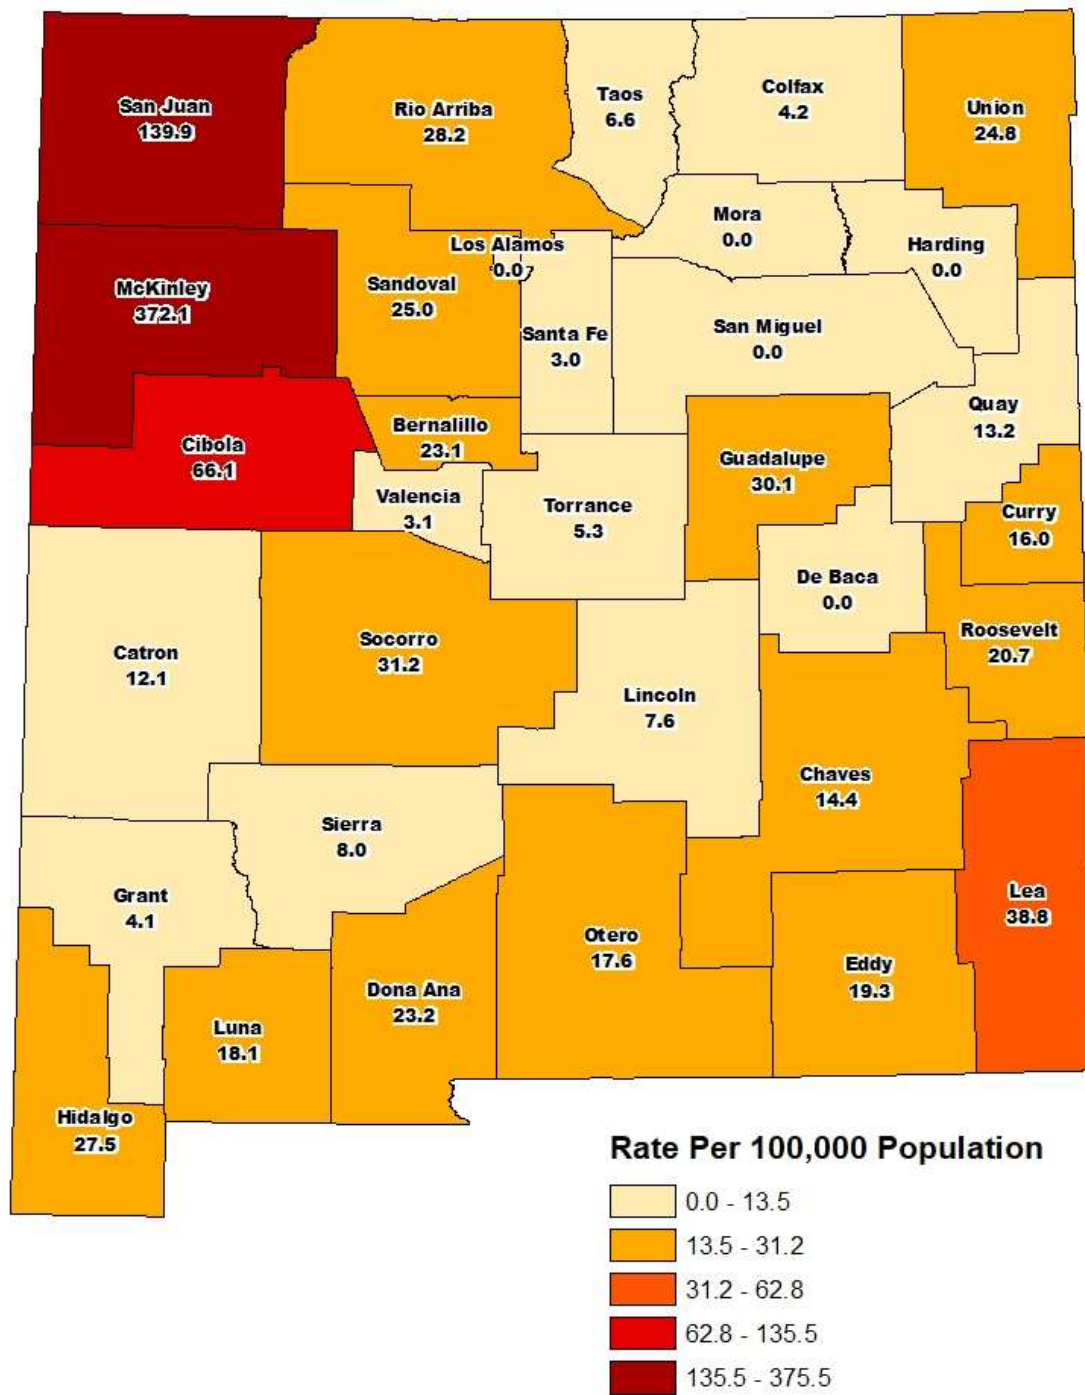 San Juan
139.9
Rio Arriba
28.2
Taos
6.6
Colfax
4.2
Union
24.8
Mora
0.0
Harding
0.0
Los Alamos
0.0
McKinley
372.1
Sandoval
25.0
Santa Fe
3.0
San Miguel
0.0
Quay
13.2
Cibola
66.1
Bernalillo
23.1
Guadalupe
30.1
Valencia
3.1
Torrance
5.3
Curry
16.0
De Baca
0.0
Catron
12.1
Socorro
31.2
Roosevelt
20.7
Lincoln
7.6
Chaves
14.4
Sierra
8.0
Grant
4.1
Lea
38.8
Otero
17.6
Eddy
19.3
Dona Ana
23.2
Luna
18.1
Hidalgo
27.5
Rate Per 100,000 Population
0.0 - 13.5
13.5 - 31.2
31.2 - 62.8
62.8 - 135.5
135.5 - 375.5